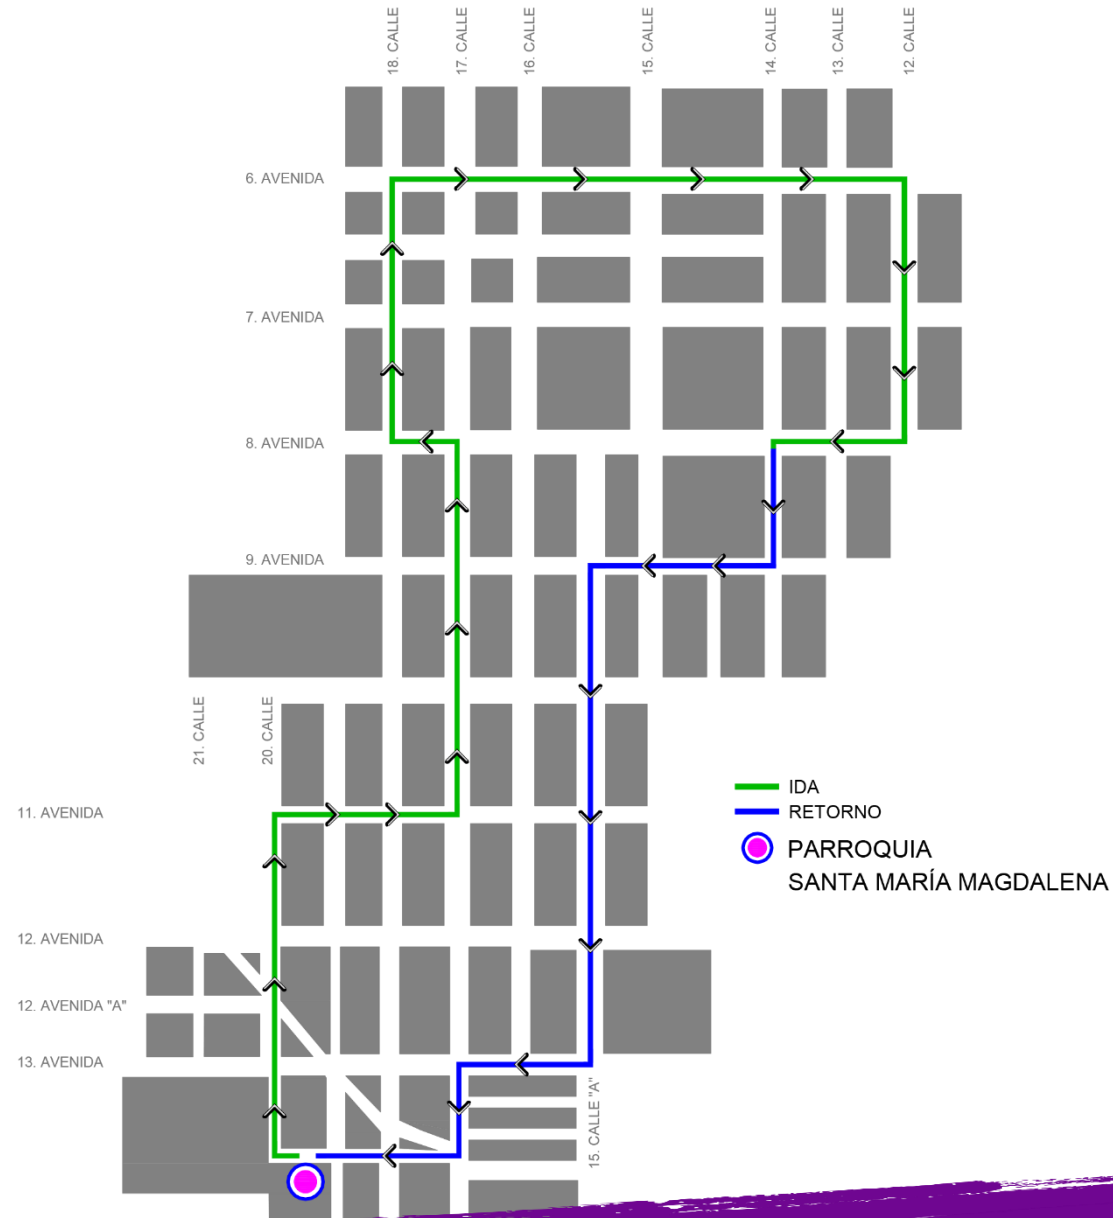 18. CALLE
17. CALLE
16. CALLE
15. CALLE
14. CALLE
13. CALLE
12. CALLE
6. AVENIDA
7. AVENIDA
8. AVENIDA
9. AVENIDA
21. CALLE
20. CALLE
11. AVENIDA
12. AVENIDA
12. AVENIDA "A"
13. AVENIDA
15. CALLE "A"
IDA
RETORNO
PARROQUIA
SANTA MARÍA MAGDALENA